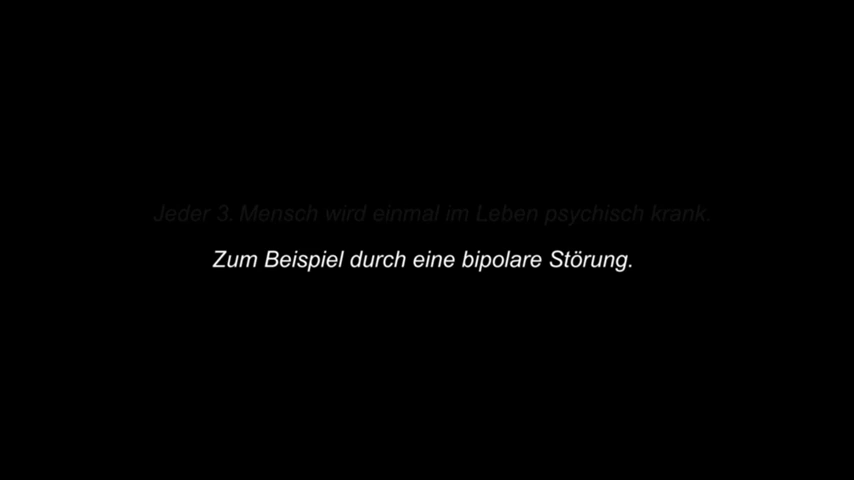 Jeder 3. Mensch wird einmal im Leben psychisch krank.
Zum Beispiel durch eine bipolare Störung.